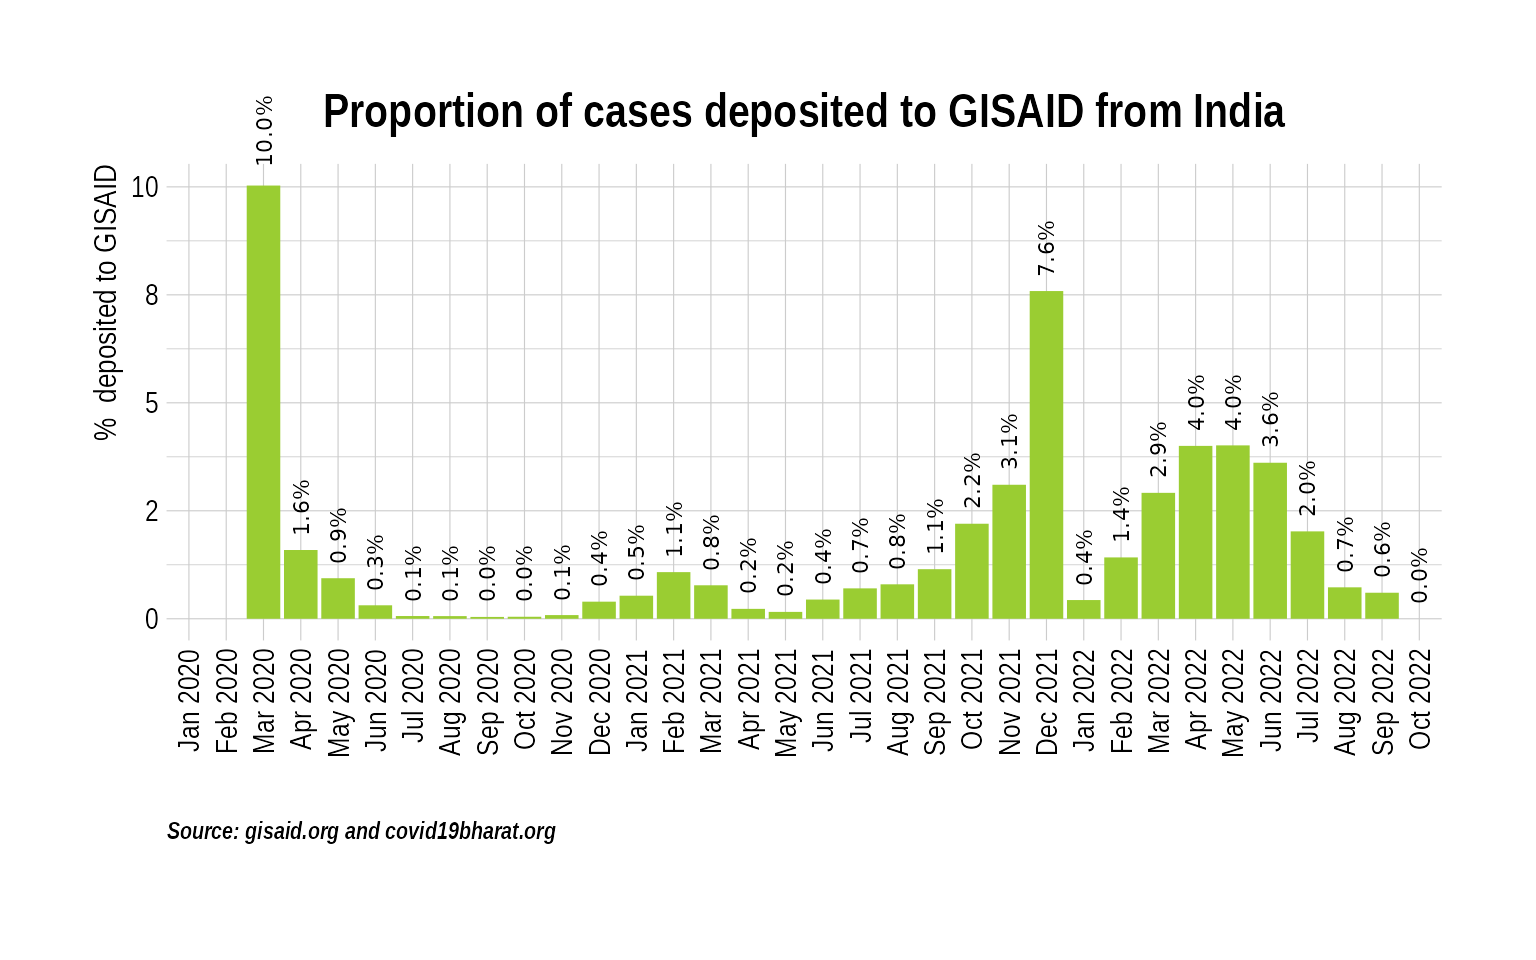 Proportion of cases deposited to GISAID from India
% deposited to GISAID
10
8
5
2
0
10.0%
1.6%
0.9%
0.3%
0.1%
0.1%
0.0%
0.0%
0.1%
0.4%
0.5%
1.1%
0.8%
0.2%
0.2%
0.4%
0.7%
0.8%
1.1%
2.2%
3.1%
7.6%
0.4%
1.4%
2.9%
4.0%
4.0%
3.6%
2.0%
0.7%
0.6%
0.0%
Jan 2020
Feb 2020
Mar 2020
Apr 2020
May 2020
Jun 2020
Jul 2020
Aug 2020
Sep 2020
Oct 2020
Nov 2020
Dec 2020
Jan 2021
Feb 2021
Mar 2021
Apr 2021
May 2021
Jun 2021
Jul 2021
Aug 2021
Sep 2021
Oct 2021
Nov 2021
Dec 2021
Jan 2022
Feb 2022
Mar 2022
Apr 2022
May 2022
Jun 2022
Jul 2022
Aug 2022
Sep 2022
Oct 2022
Source: gisaid.org and covid19bharat.org